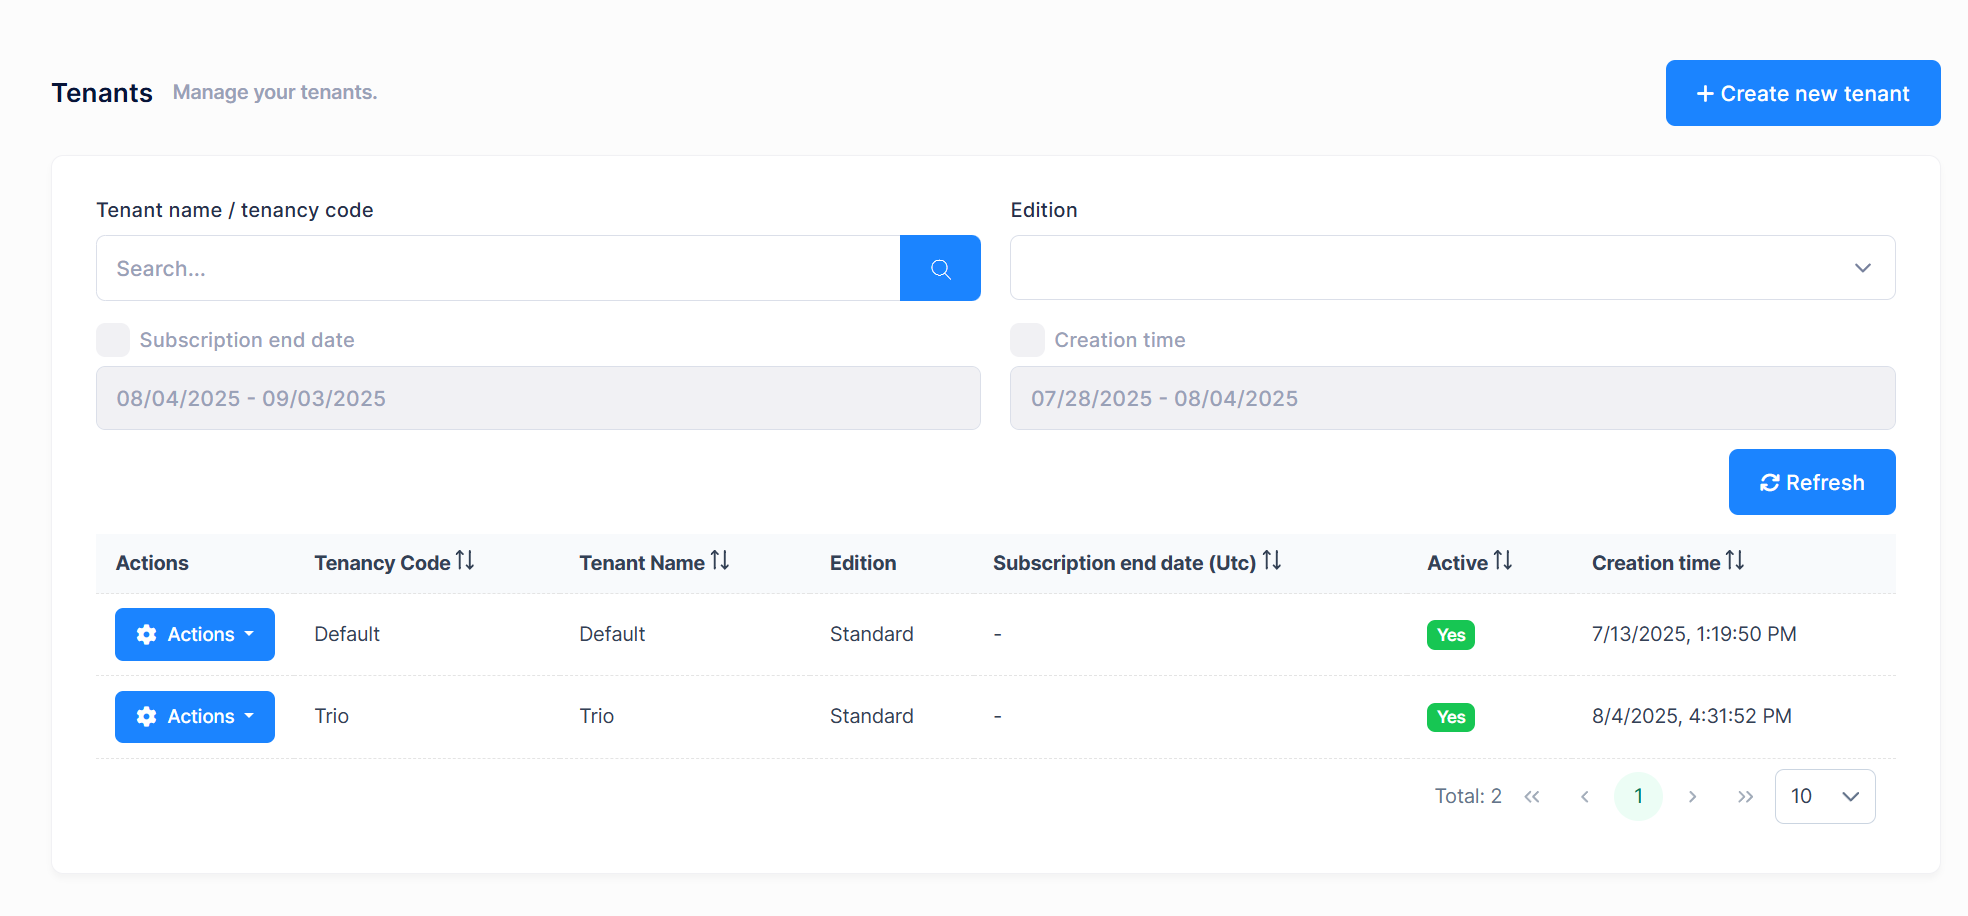 Tenants Manage your tenants.
Create new tenant
Tenant name / tenancy code
Edition
Search...
Subscription end date
Creation time
08/04/2025 - 09/03/2025
07/28/2025 - 08/04/2025
Refresh
Actions Tenancy Code Tenant Name Edition Subscription end date (Utc) Active Creation time
Actions Default Default Standard - Yes 7/13/2025, 1:19:50 PM
Actions Trio Trio Standard - Yes 8/4/2025, 4:31:52 PM
Total: 2 « ‹ 1 › » 10